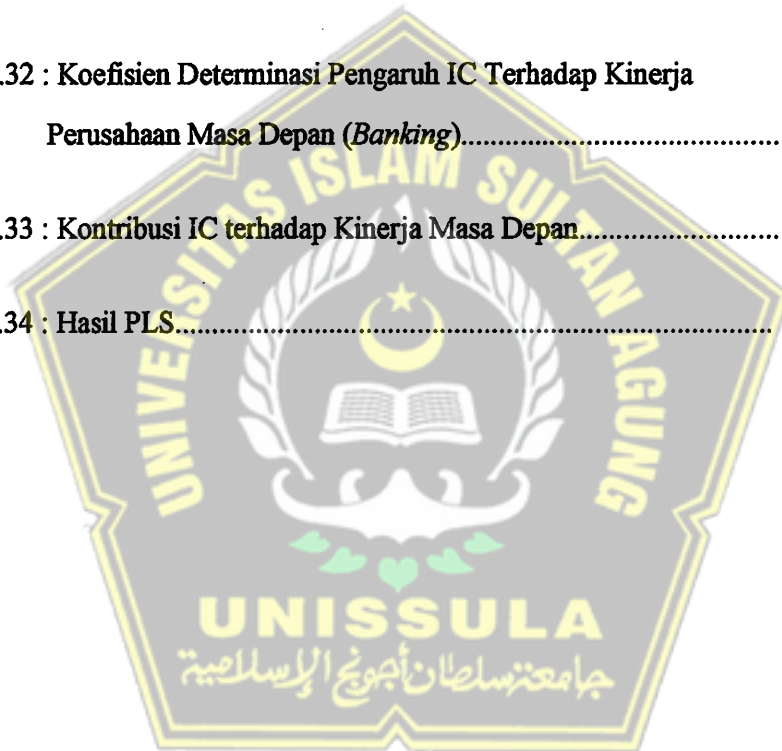 .32 : Koefisien Determinasi Pengaruh IC Terhadap Kinerja
Perusahaan Masa Depan (Banking)................................................
.33 : Kontribusi IC terhadap Kinerja Masa Depan............................
.34 : Hasil PLS..................................................................................
UNIVERSITAS ISLAM SULTAN AGUNG
UNISSULA
جامعة سلطان أجونج الإسلامية